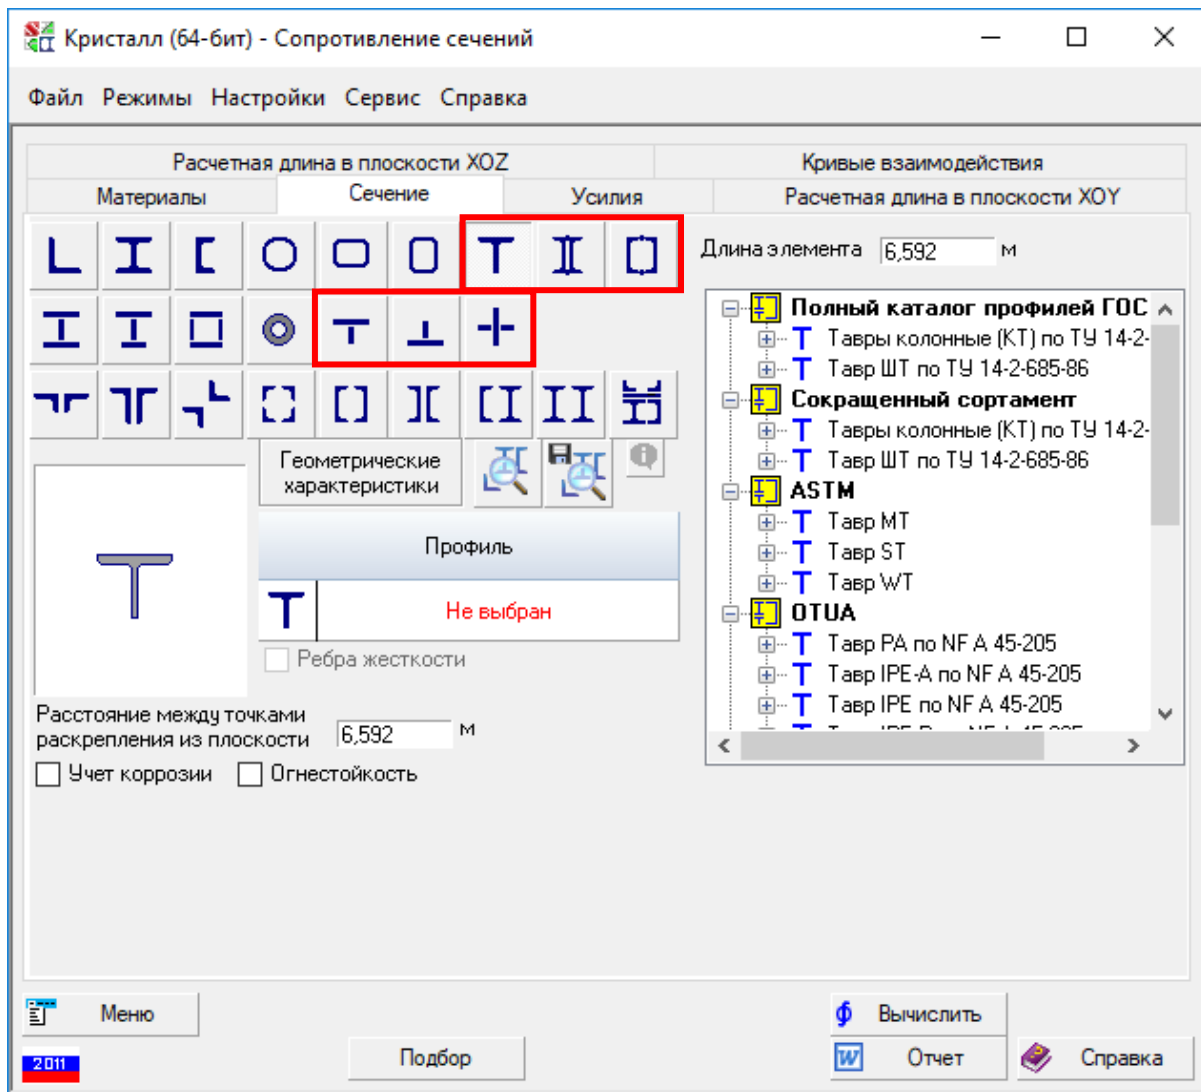 Кристалл (64-бит) - Сопротивление сечений
Файл Режимы Настройки Сервис Справка
Расчетная длина в плоскости XOZ
Кривые взаимодействия
Материалы
Сечение
Усилия
Расчетная длина в плоскости XOY
Длина элемента 6,592 м
Полный каталог профилей ГОС
Тавры колонные (КТ) по ТУ 14-2-
Тавр ШТ по ТУ 14-2-685-86
Сокращенный сортамент
Тавры колонные (КТ) по ТУ 14-2-
Тавр ШТ по ТУ 14-2-685-86
ASTM
Тавр MT
Тавр ST
Тавр WT
OTUA
Тавр PA по NF A 45-205
Тавр IPE-A по NF A 45-205
Тавр IPE по NF A 45-205
Геометрические
характеристики
Профиль
Не выбран
Ребра жесткости
Расстояние между точками
раскрепления из плоскости 6,592 м
Учет коррозии Огнестойкость
Меню
Вычислить
2011
Подбор
Отчет
Справка